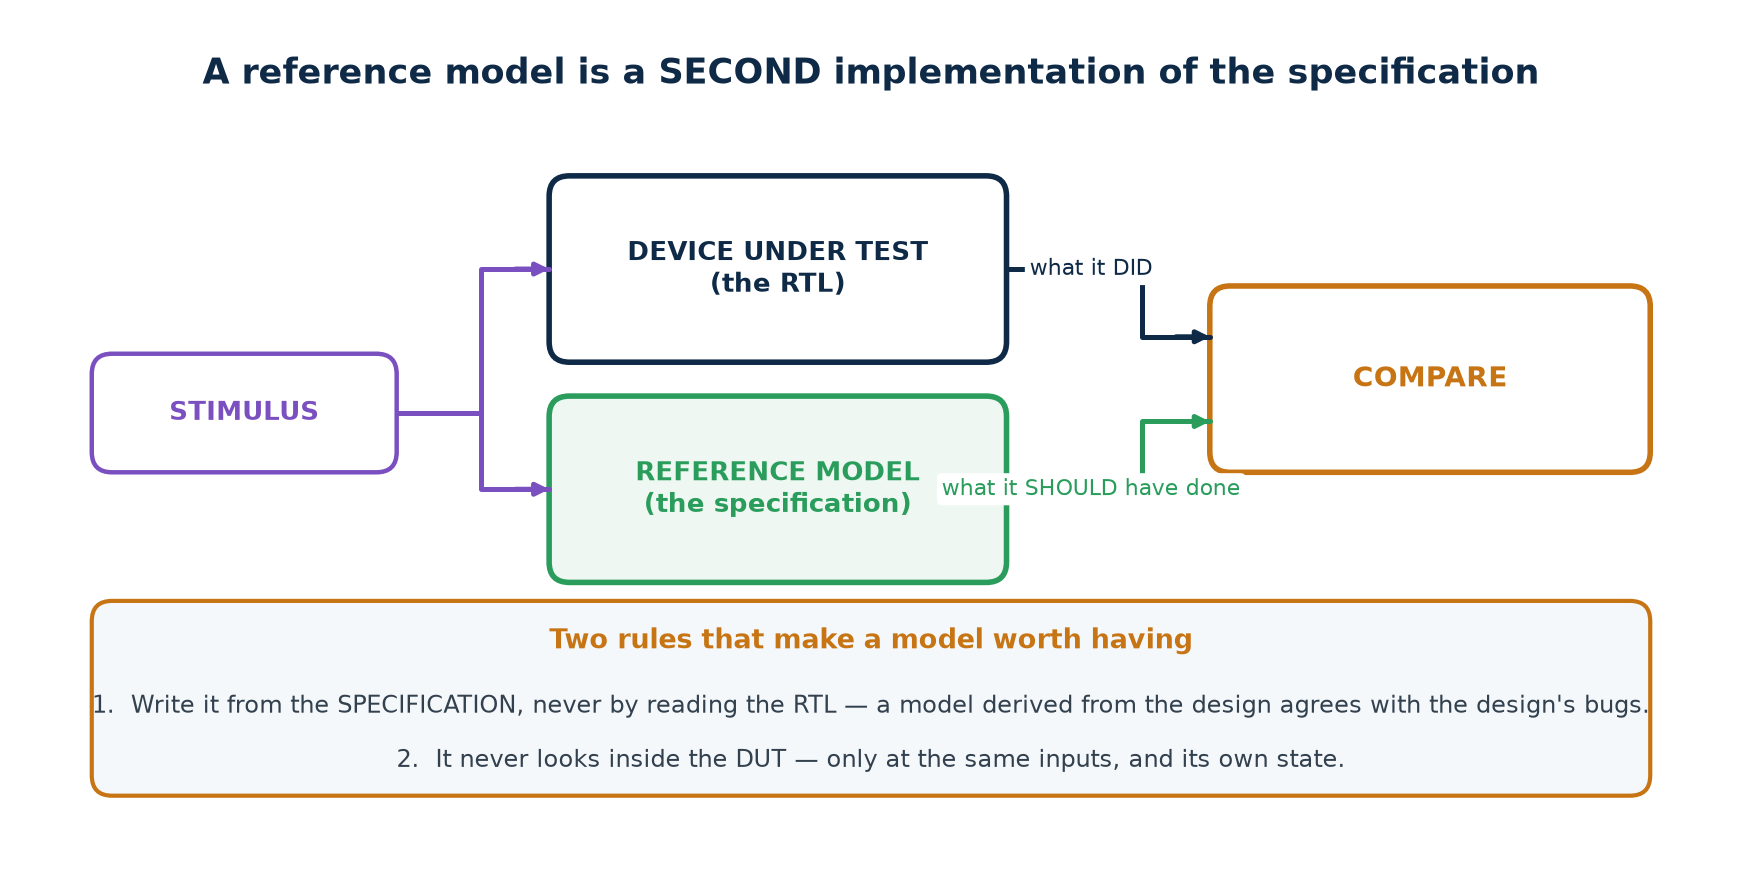 A reference model is a SECOND implementation of the specification
DEVICE UNDER TEST
(the RTL)
what it DID
STIMULUS
COMPARE
REFERENCE MODEL
(the specification)
what it SHOULD have done
Two rules that make a model worth having
1.  Write it from the SPECIFICATION, never by reading the RTL — a model derived from the design agrees with the design's bugs.
2.  It never looks inside the DUT — only at the same inputs, and its own state.